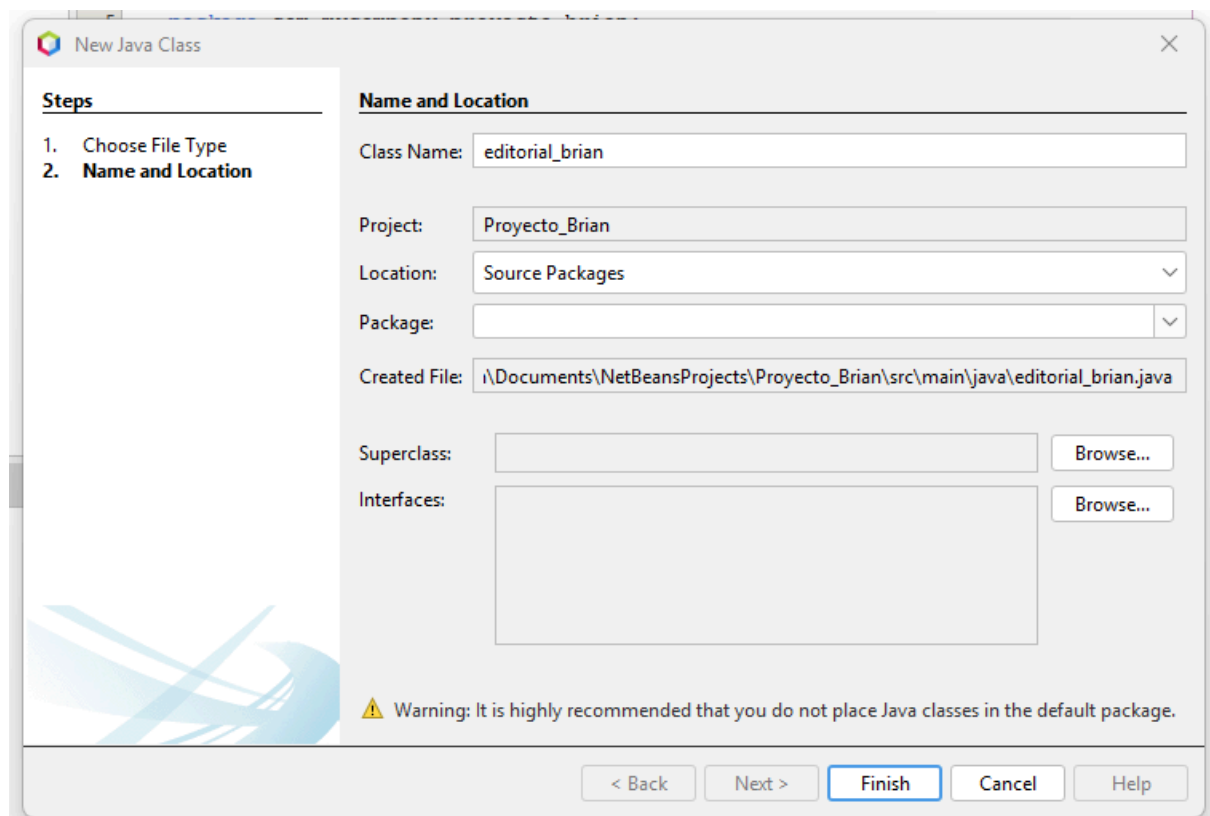 New Java Class
Steps
1. Choose File Type
2. Name and Location
Name and Location
Class Name: editorial_brian
Project: Proyecto_Brian
Location: Source Packages
Package:
Created File: \Documents\NetBeansProjects\Proyecto_Brian\src\main\java\editorial_brian.java
Superclass: Browse...
Interfaces: Browse...
Warning: It is highly recommended that you do not place Java classes in the default package.
< Back Next > Finish Cancel Help